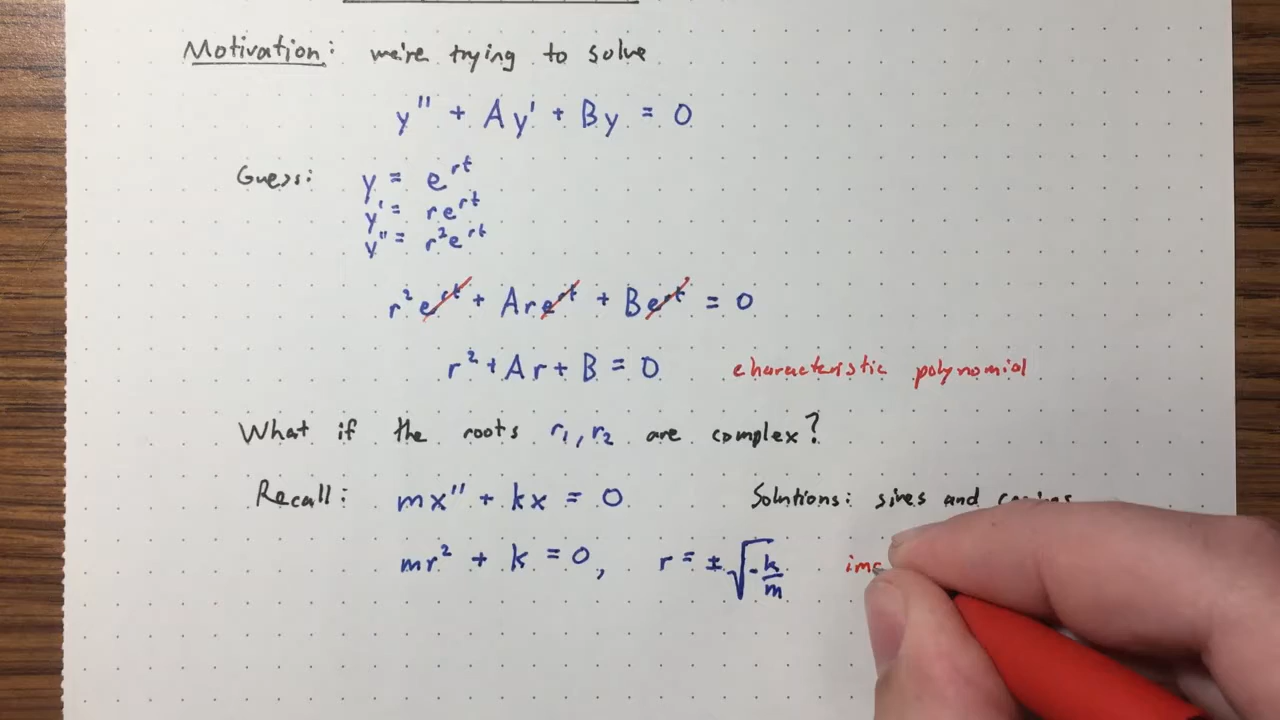 Motivation: we're trying to solve
y" + Ay' + By = 0
Guess: y = e^rt
y' = re^rt
y" = r²e^rt
r²e^rt + Are^rt + Be^rt = 0
r² + Ar + B = 0 characteristic polynomial
What if the roots r₁, r₂ are complex?
Recall: mx" + kx = 0 Solutions: sines and
mr² + k = 0, r = ± √-k/m